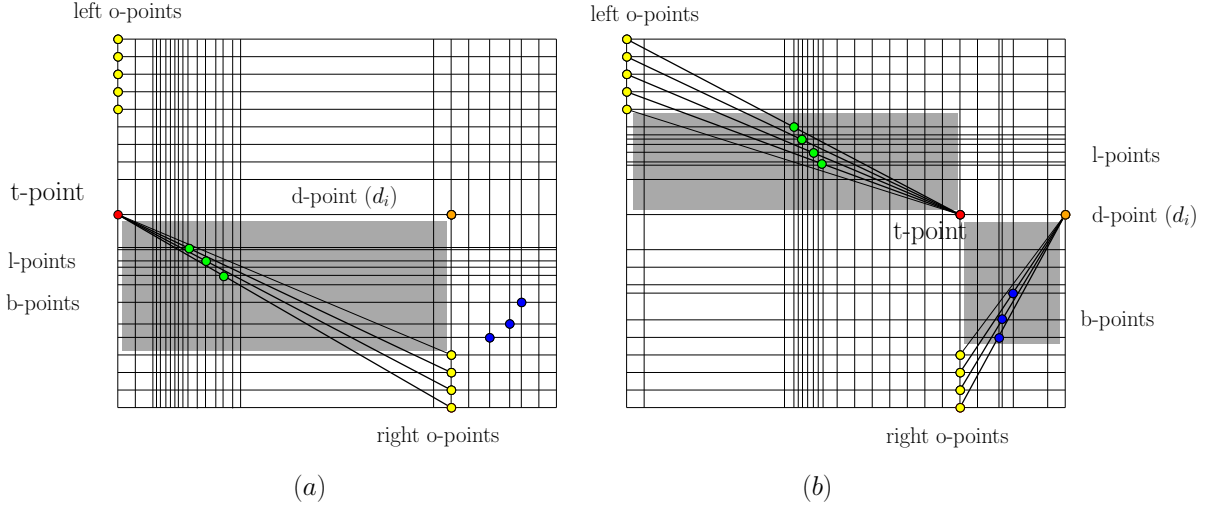 left o-points
t-point
d-point (d_i)
l-points
b-points
right o-points
(a)
left o-points
l-points
d-point (d_i)
t-point
b-points
right o-points
(b)